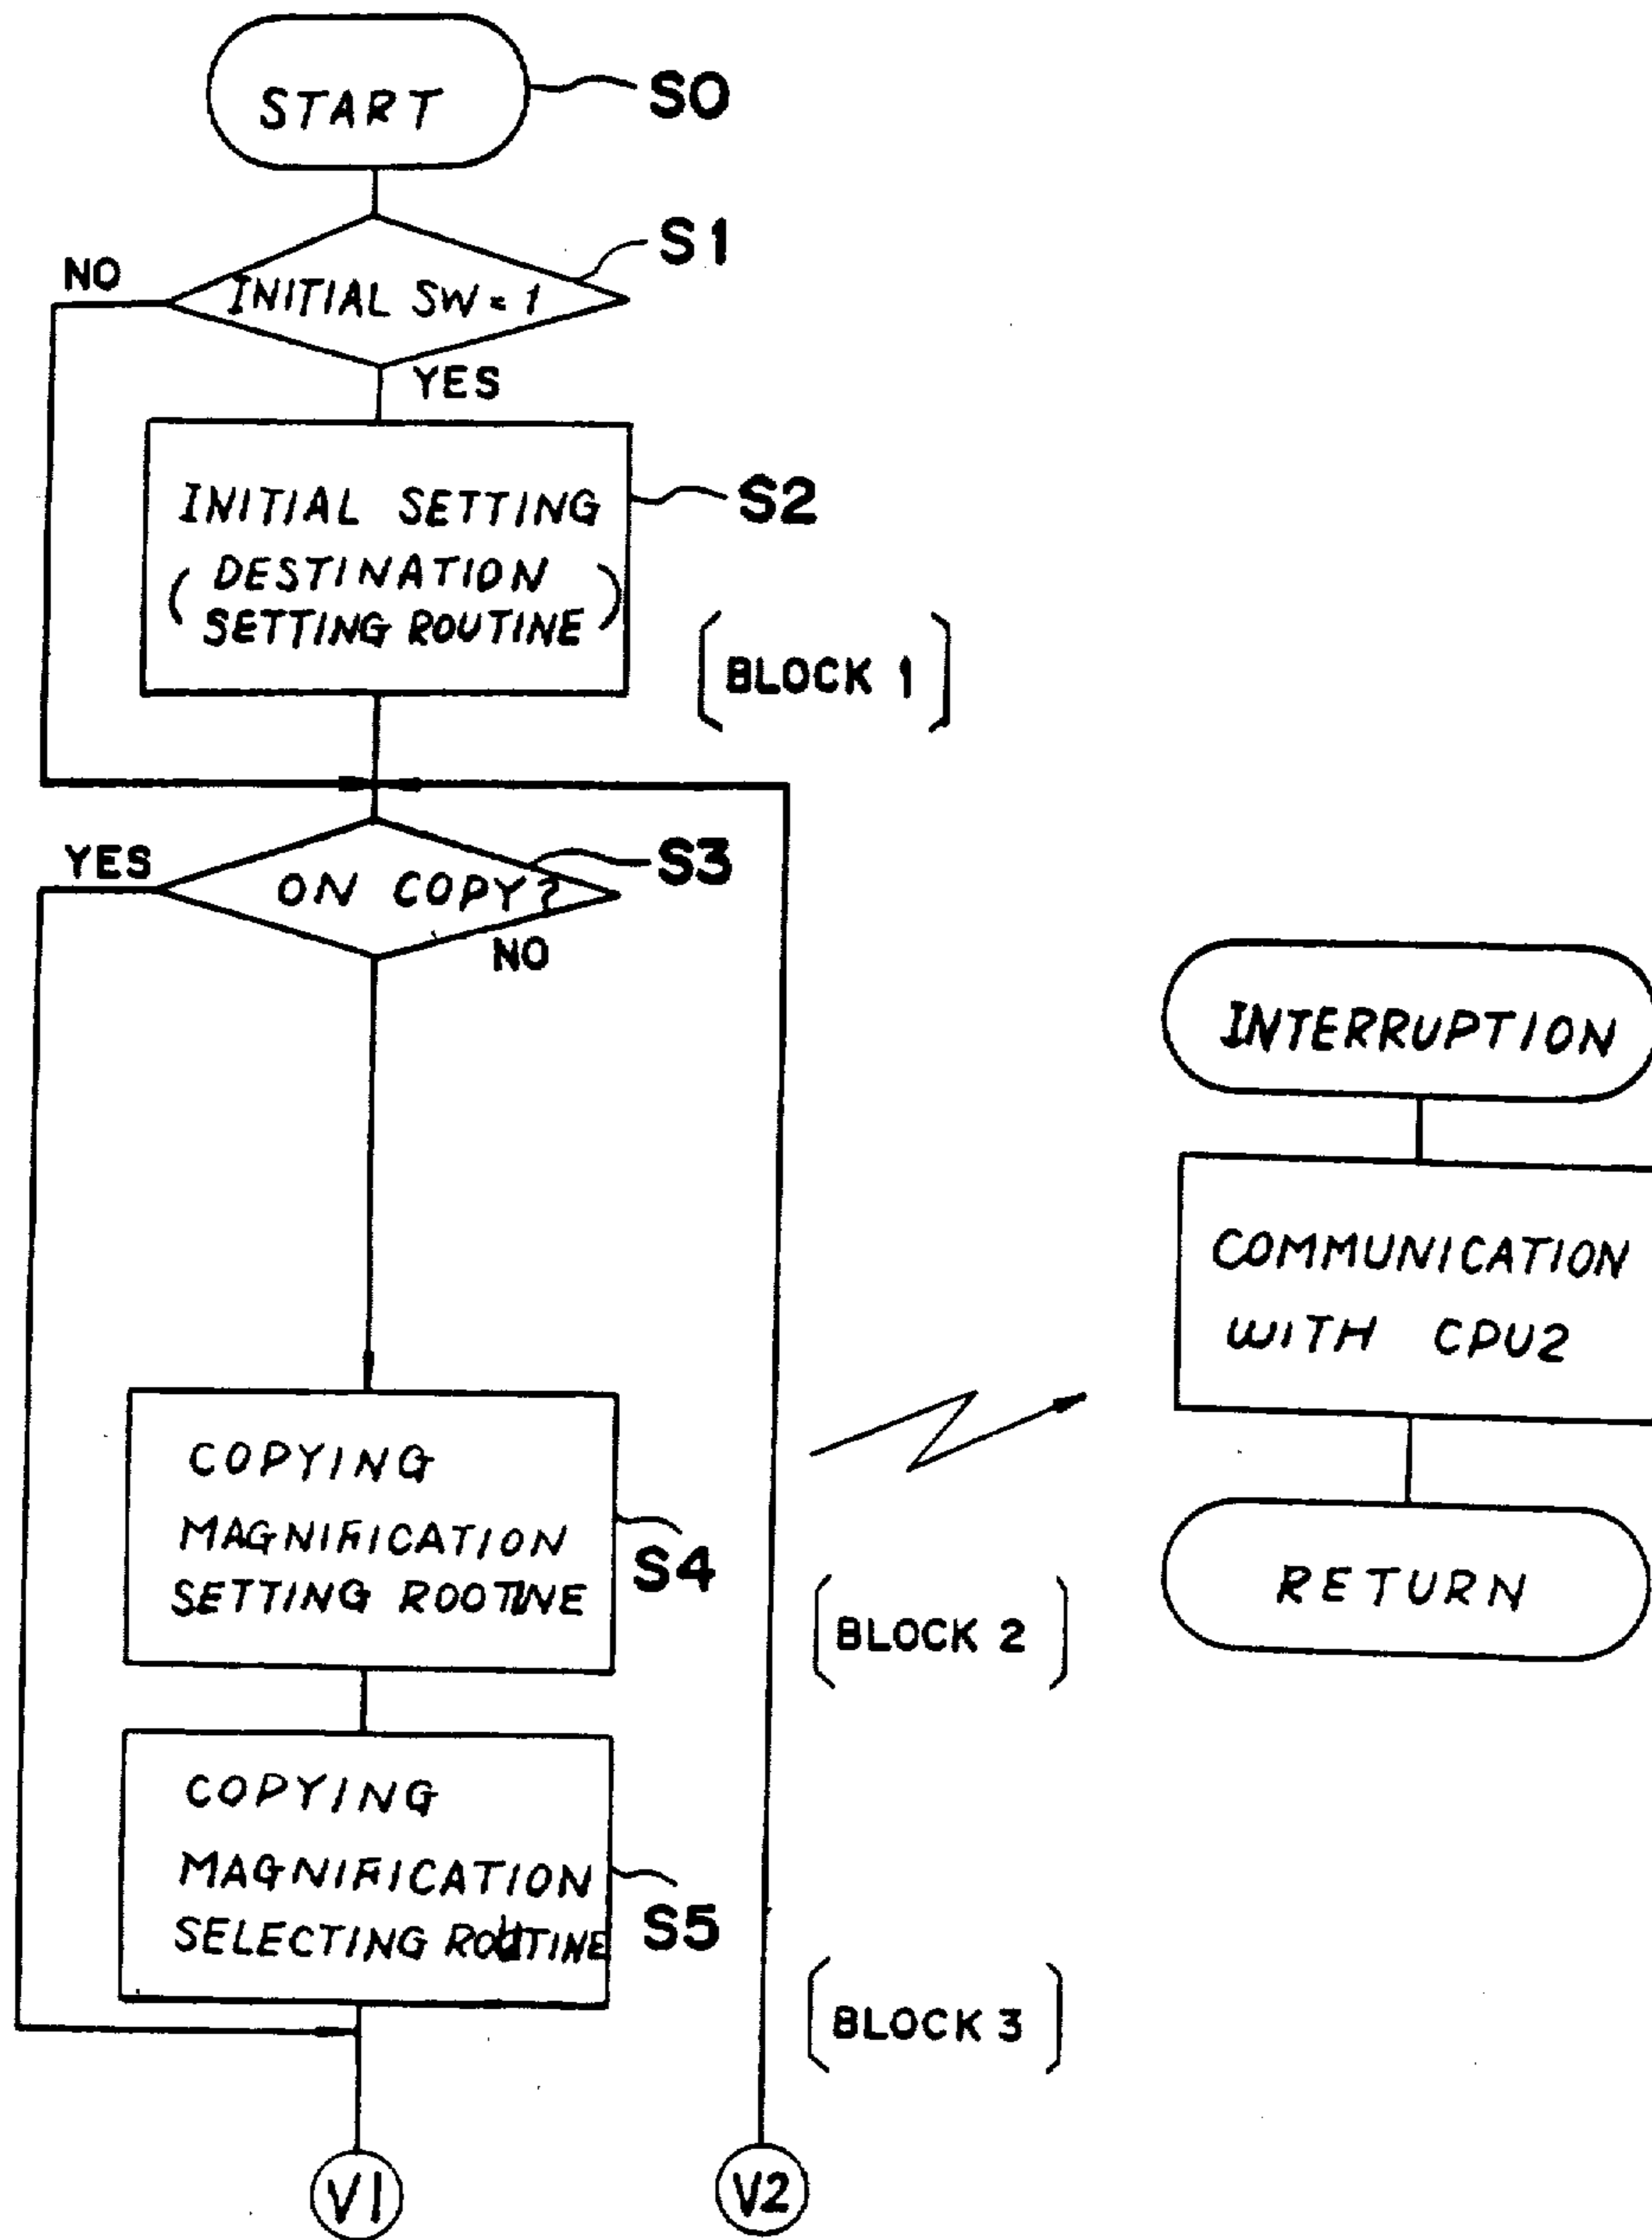 START
S0
S1
NO
INITIAL SW = 1
YES
INITIAL SETTING
S2
( DESTINATION
SETTING ROUTINE )
[BLOCK 1]
S3
YES
ON COPY?
NO
INTERRUPTION
COMMUNICATION
WITH CPU2
RETURN
COPYING
MAGNIFICATION
SETTING ROOTINE
S4
[BLOCK 2]
COPYING
MAGNIFICATION
SELECTING ROUTINE
S5
[BLOCK 3]
V1
V2